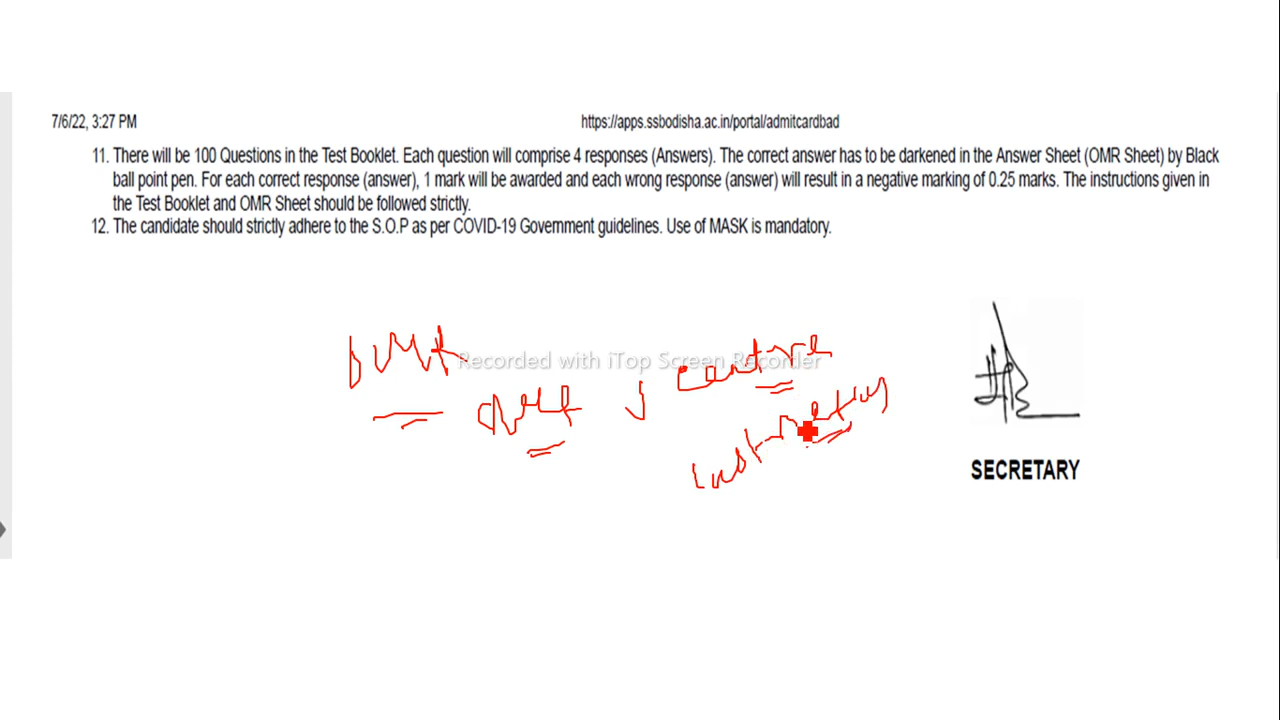 7/6/22, 3:27 PM https://apps.ssbodisha.ac.in/portal/admitcardbad
11. There will be 100 Questions in the Test Booklet. Each question will comprise 4 responses (Answers). The correct answer has to be darkened in the Answer Sheet (OMR Sheet) by Black
ball point pen. For each correct response (answer), 1 mark will be awarded and each wrong response (answer) will result in a negative marking of 0.25 marks. The instructions given in
the Test Booklet and OMR Sheet should be followed strictly.
12. The candidate should strictly adhere to the S.O.P as per COVID-19 Government guidelines. Use of MASK is mandatory.
Recorded with iTop Screen Recorder
centre
SECRETARY